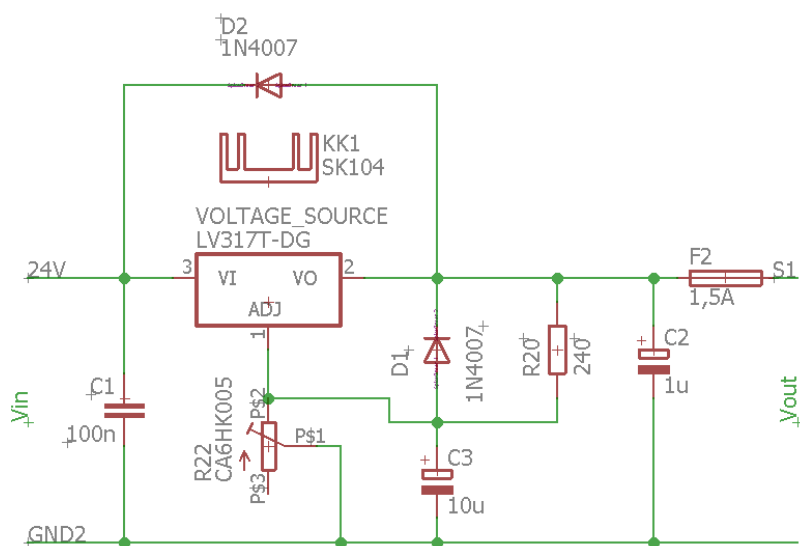 D2
1N4007
KK1
SK104
VOLTAGE_SOURCE
LV317T-DG
24V
3
VI
VO
2
ADJ
1
F2
1,5A
S1
D1
1N4007
R20
240
C2
1u
C1
100n
Vin
Vout
R22
CA6HK005
P$2
P$1
P$3
C3
10u
GND2